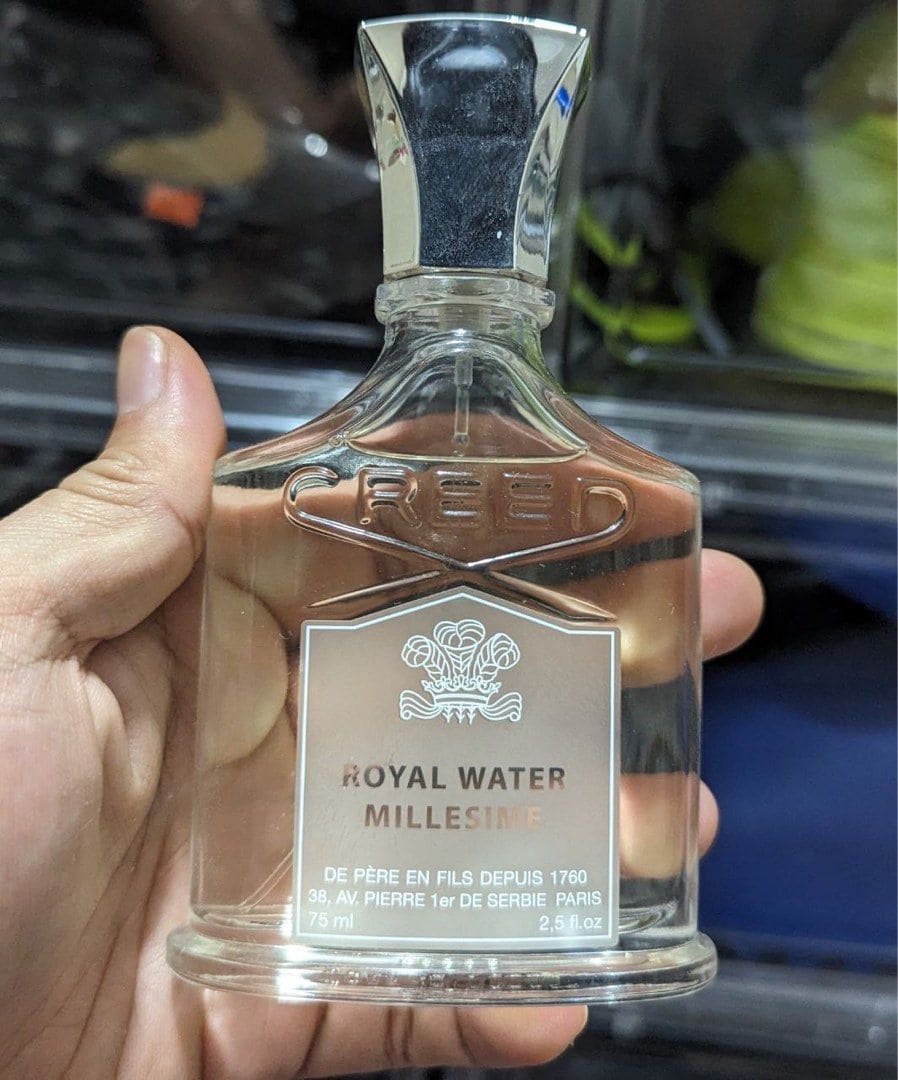 CREED
ROYAL WATER
MILLESIME
DE PÈRE EN FILS DEPUIS 1760
38, AV. PIERRE 1er DE SERBIE PARIS
75 ml 2,5 fl.oz